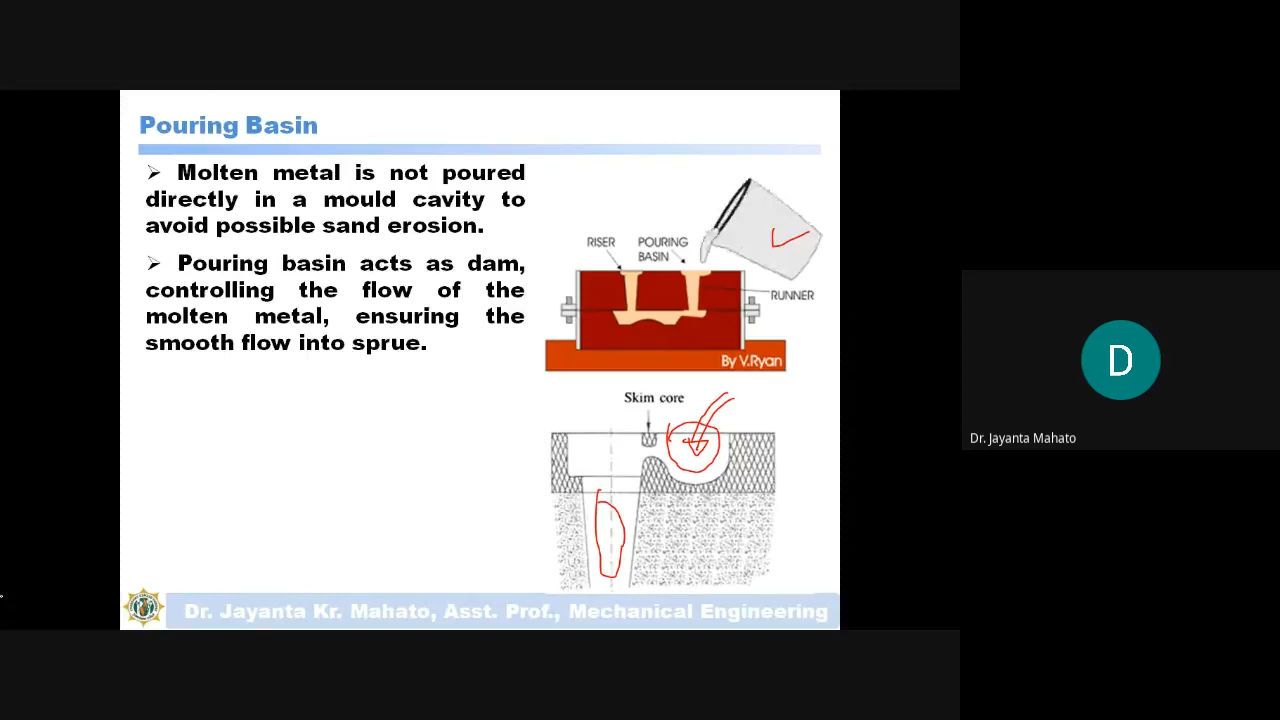 Pouring Basin
➢ Molten metal is not poured
directly in a mould cavity to
avoid possible sand erosion.
➢ Pouring basin acts as dam,
controlling the flow of the
molten metal, ensuring the
smooth flow into sprue.
RISER
POURING
BASIN
RUNNER
By V.Ryan
Skim core
Dr. Jayanta Kr. Mahato, Asst. Prof., Mechanical Engineering
D
Dr. Jayanta Mahato